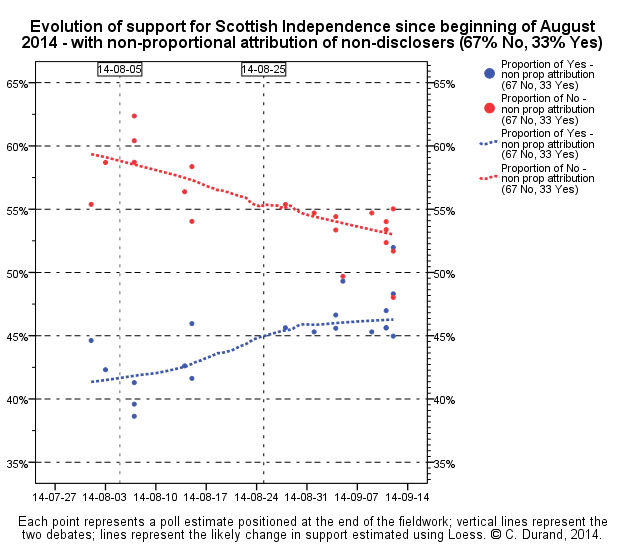 Evolution of support for Scottish Independence since beginning of August
2014 - with non-proportional attribution of non-disclosers (67% No, 33% Yes)
14-08-05
14-08-25
65%
60%
55%
50%
45%
40%
35%
65%
60%
55%
50%
45%
40%
35%
14-07-27
14-08-03
14-08-10
14-08-17
14-08-24
14-08-31
14-09-07
14-09-14
Proportion of Yes -
non prop attribution
(67 No, 33 Yes)
Proportion of No -
non prop attribution
(67 No, 33 Yes)
Proportion of Yes -
non prop attribution
(67 No, 33 Yes)
Proportion of No -
non prop attribution
(67 No, 33 Yes)
Each point represents a poll estimate positioned at the end of the fieldwork; vertical lines represent the
two debates; lines represent the likely change in support estimated using Loess. © C. Durand, 2014.